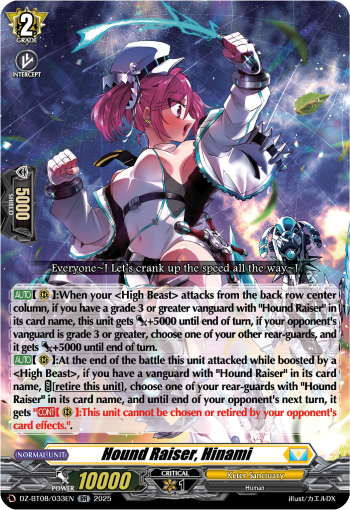 2
GRADE
INTERCEPT
5000
SHIELD
Everyone~! Let's crank up the speed all the way~!
AUTO【(R)】:When your <High Beast> attacks from the back row center
column, if you have a grade 3 or greater vanguard with "Hound Raiser" in
its card name, this unit gets +5000 until end of turn, if your opponent's
vanguard is grade 3 or greater, choose one of your other rear-guards, and
it gets +5000 until end of turn.
AUTO【(R)】:At the end of the battle this unit attacked while boosted by a
<High Beast>, if you have a vanguard with "Hound Raiser" in its card
name, [retire this unit], choose one of your rear-guards with "Hound
Raiser" in its card name, and until end of your opponent's next turn, it
gets "CONT【(R)】:This unit cannot be chosen or retired by your opponent's
card effects.".
NORMAL UNIT
Hound Raiser, Hinami
POWER
10000
CRITICAL
1
Keter Sanctuary
Human
DZ-BT08/033EN RR 2025
illust/カエルDX